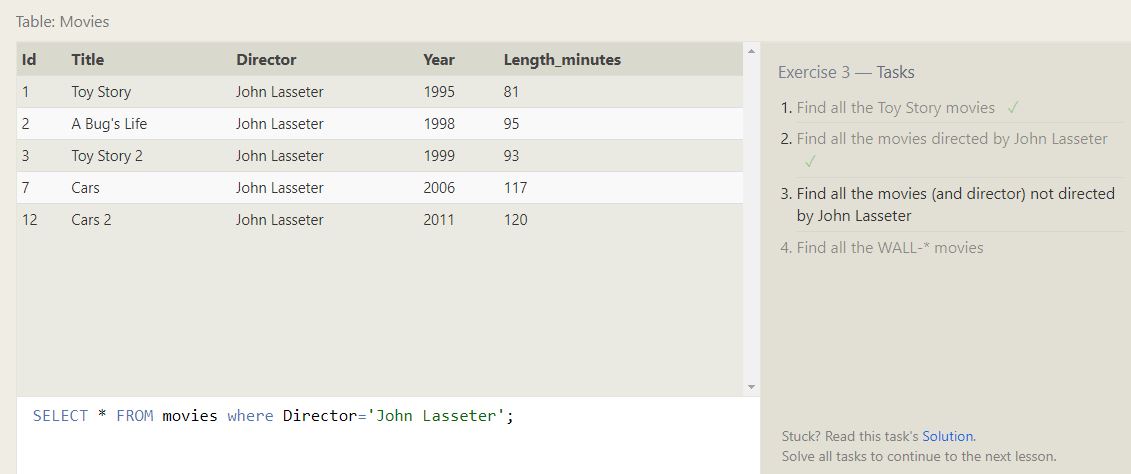 Table: Movies
Id Title Director Year Length_minutes
1 Toy Story John Lasseter 1995 81
2 A Bug's Life John Lasseter 1998 95
3 Toy Story 2 John Lasseter 1999 93
7 Cars John Lasseter 2006 117
12 Cars 2 John Lasseter 2011 120
SELECT * FROM movies where Director='John Lasseter';
Exercise 3 — Tasks
1. Find all the Toy Story movies ✓
2. Find all the movies directed by John Lasseter
✓
3. Find all the movies (and director) not directed
by John Lasseter
4. Find all the WALL-* movies
Stuck? Read this task's Solution.
Solve all tasks to continue to the next lesson.